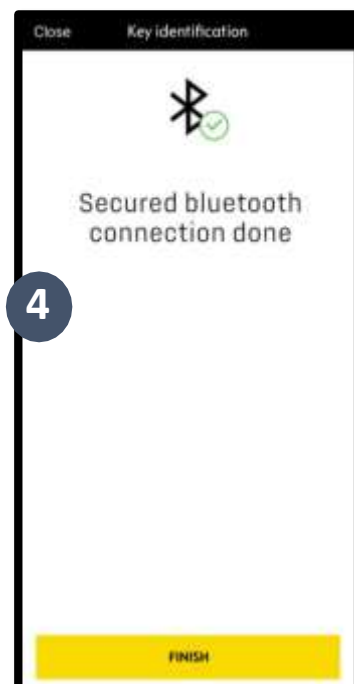 Close Key identification
Secured bluetooth
connection done
4
FINISH